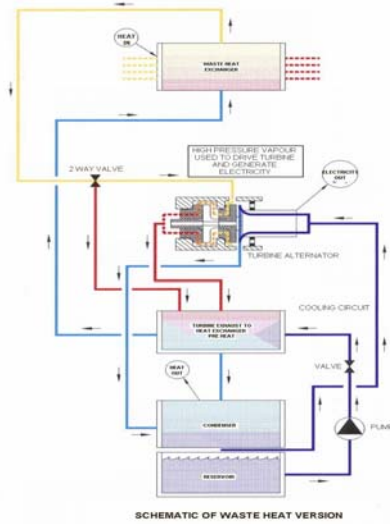 HEAT
IN
WASTE HEAT
EXCHANGER
HIGH PRESSURE VAPOUR
USED TO DRIVE TURBINE
AND GENERATE
ELECTRICITY
2 WAY VALVE
ELECTRICITY
OUT
TURBINE ALTERNATOR
COOLING CIRCUIT
TURBINE EXHAUST TO
HEAT EXCHANGER
PRE HEAT
VALVE
HEAT
OUT
CONDENSER
PUMP
RESERVOIR
SCHEMATIC OF WASTE HEAT VERSION